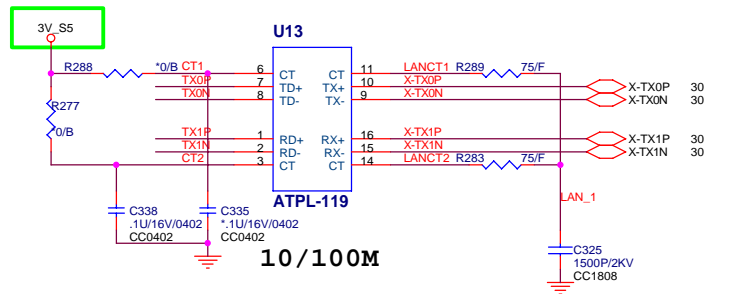 3V_S5
U13
R288 *0/B CT1 6 CT CT 11 LANCT1 R289 75/F
TX0P 7 TD+ TX+ 10 X-TX0P X-TX0P 30
TX0N 8 TD- TX- 9 X-TX0N X-TX0N 30
R277
*0/B
TX1P 1 RD+ RX+ 16 X-TX1P X-TX1P 30
TX1N 2 RD- RX- 15 X-TX1N X-TX1N 30
CT2 3 CT CT 14 LANCT2 R283 75/F
ATPL-119
LAN_1
C338
.1U/16V/0402
CC0402
C335
*.1U/16V/0402
CC0402
10/100M
C325
1500P/2KV
CC1808